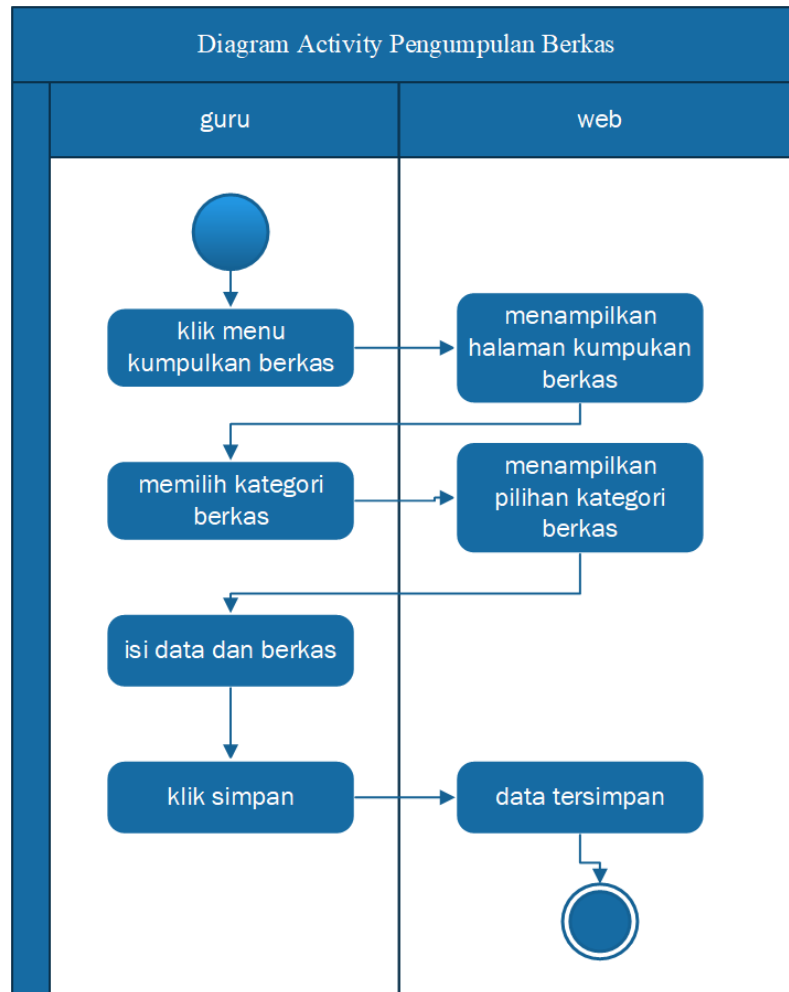 Diagram Activity Pengumpulan Berkas
guru
web
klik menu
kumpulkan berkas
menampilkan
halaman kumpukan
berkas
memilih kategori
berkas
menampilkan
pilihan kategori
berkas
isi data dan berkas
klik simpan
data tersimpan